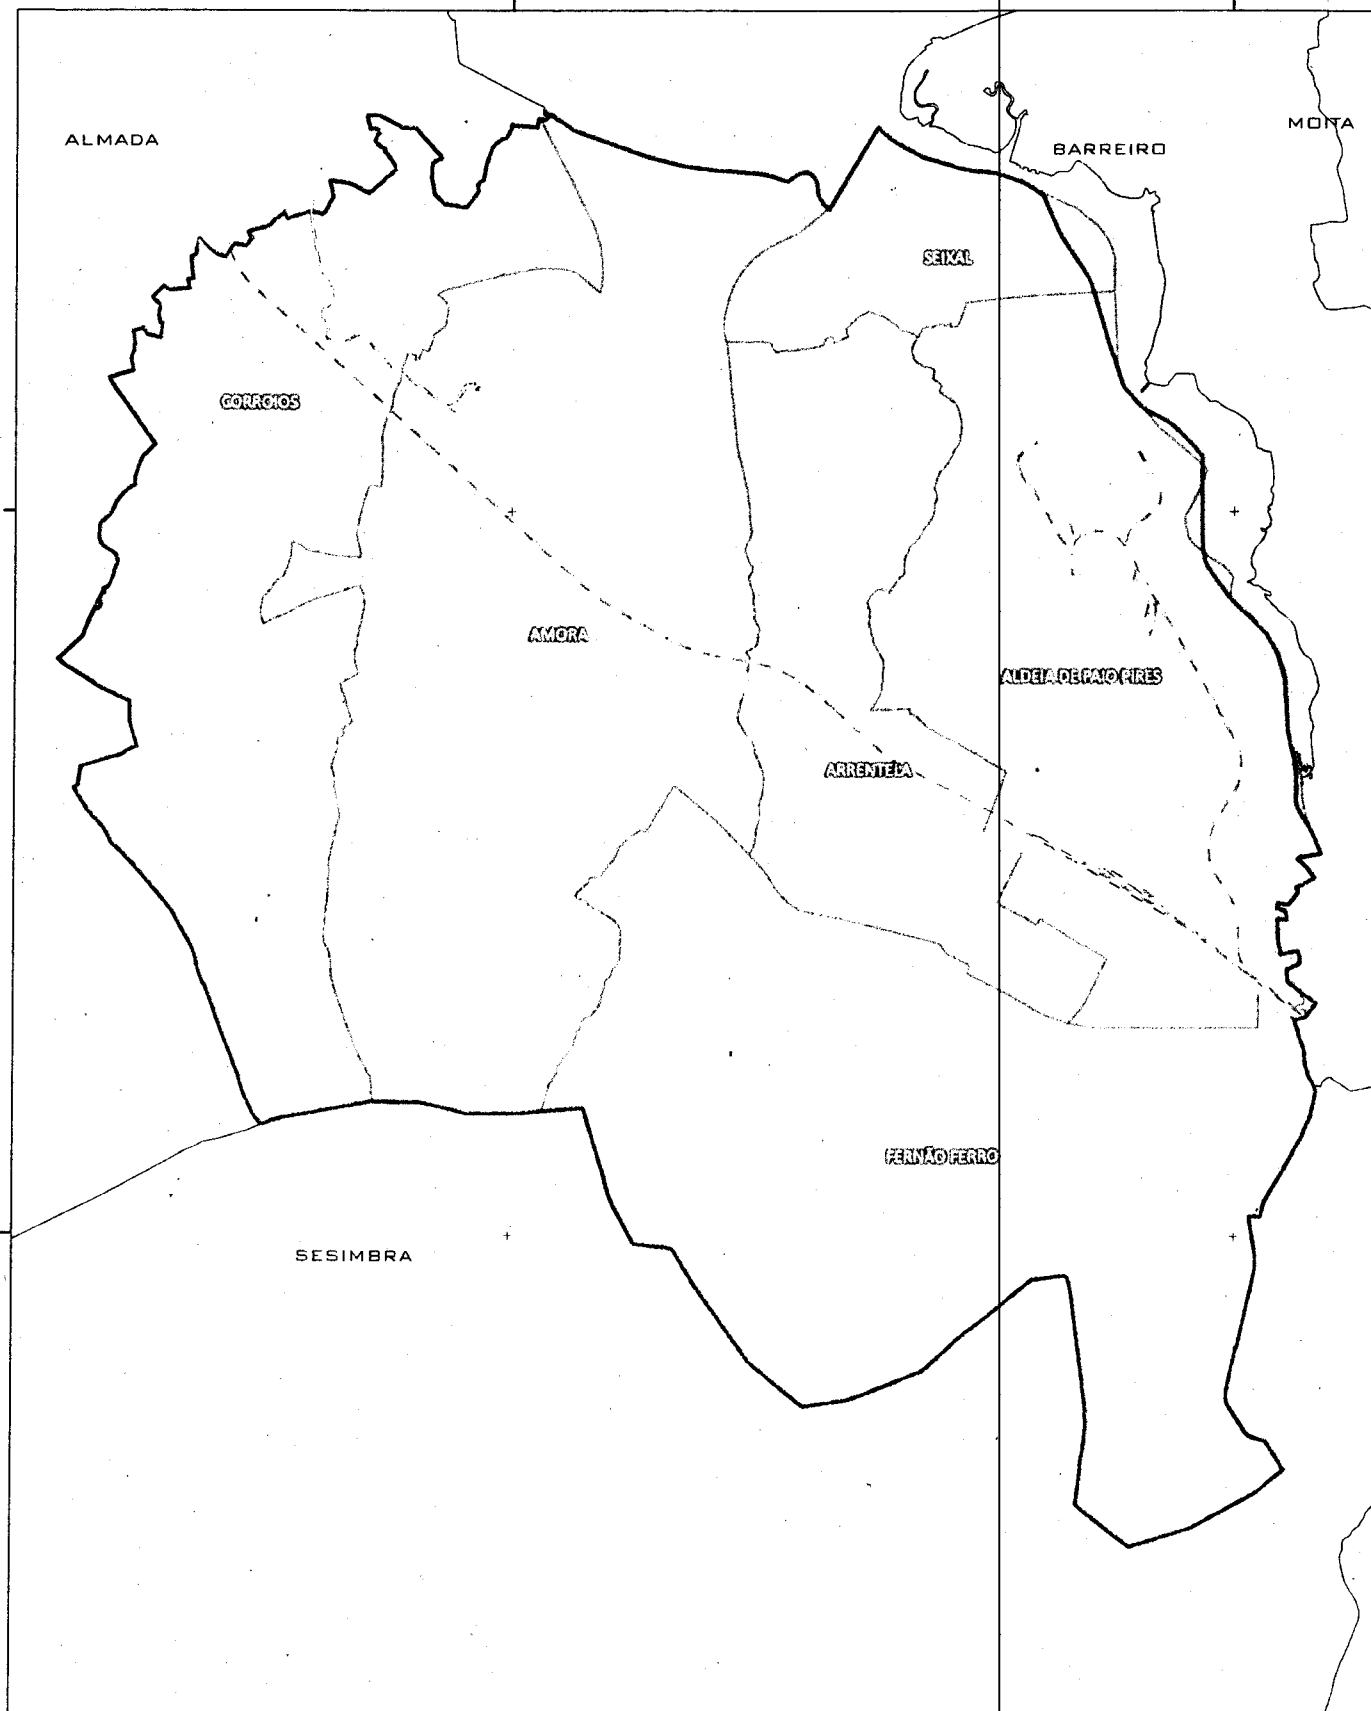 MOITA
ALMADA
BARREIRO
SEIXAL
CORROIOS
AMORA
ALDEIA DE PAIO PIRES
ARRENTELA
FERNÃO FERRO
SESIMBRA